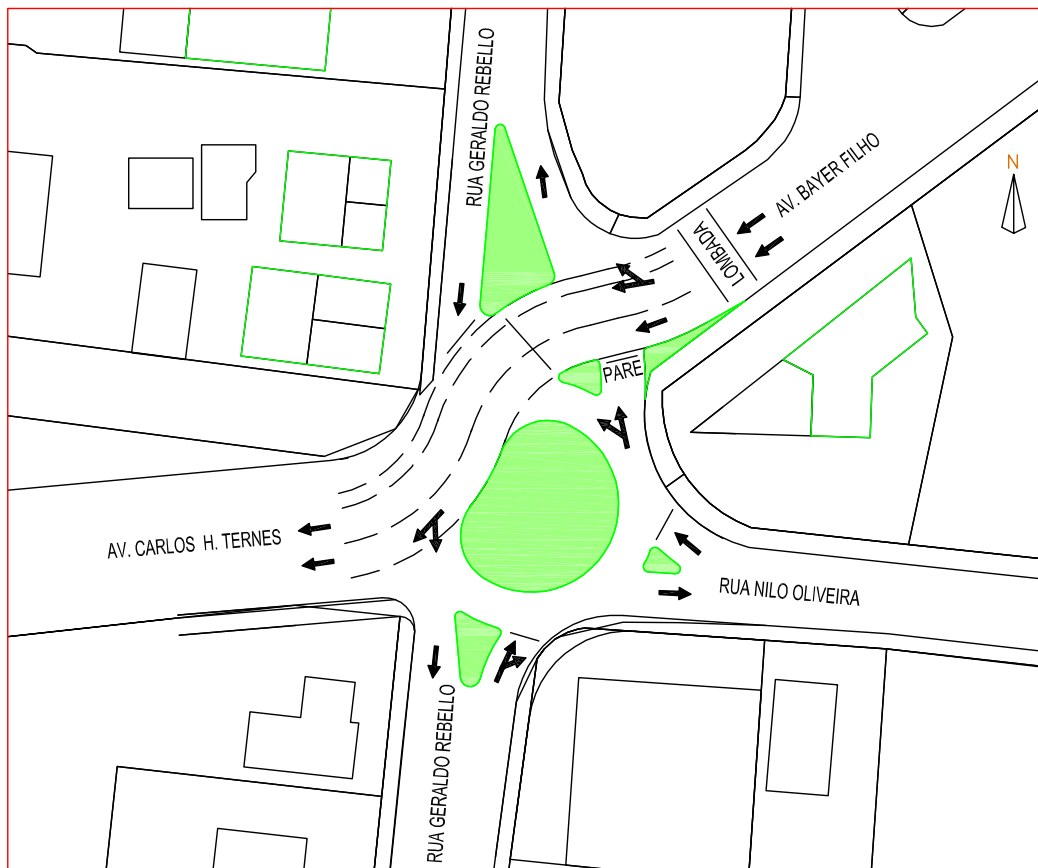 RUA GERALDO REBELLO
AV. BAYER FILHO
N
LOMBADA
PARE
AV. CARLOS H. TERNES
RUA NILO OLIVEIRA
RUA GERALDO REBELLO